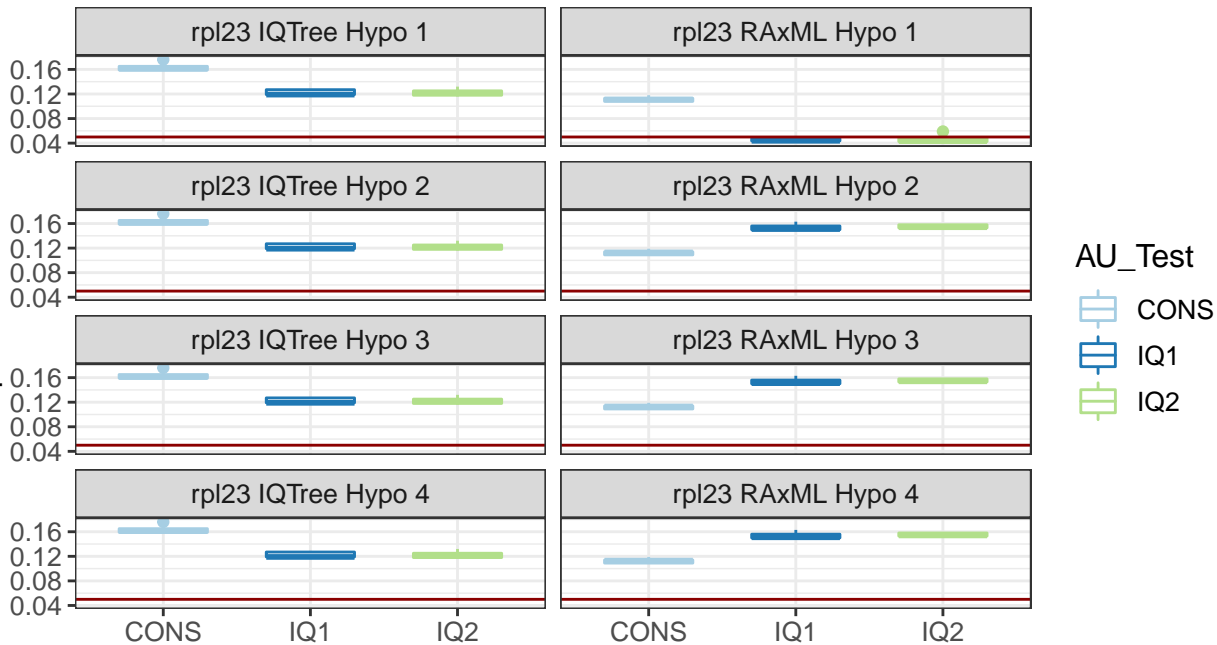 rpl23 IQTree Hypo 1
rpl23 RAxML Hypo 1
0.16
0.12
0.08
0.04
rpl23 IQTree Hypo 2
rpl23 RAxML Hypo 2
0.16
0.12
0.08
0.04
rpl23 IQTree Hypo 3
rpl23 RAxML Hypo 3
0.16
0.12
0.08
0.04
rpl23 IQTree Hypo 4
rpl23 RAxML Hypo 4
0.16
0.12
0.08
0.04
CONS
IQ1
IQ2
CONS
IQ1
IQ2
AU_Test
CONS
IQ1
IQ2